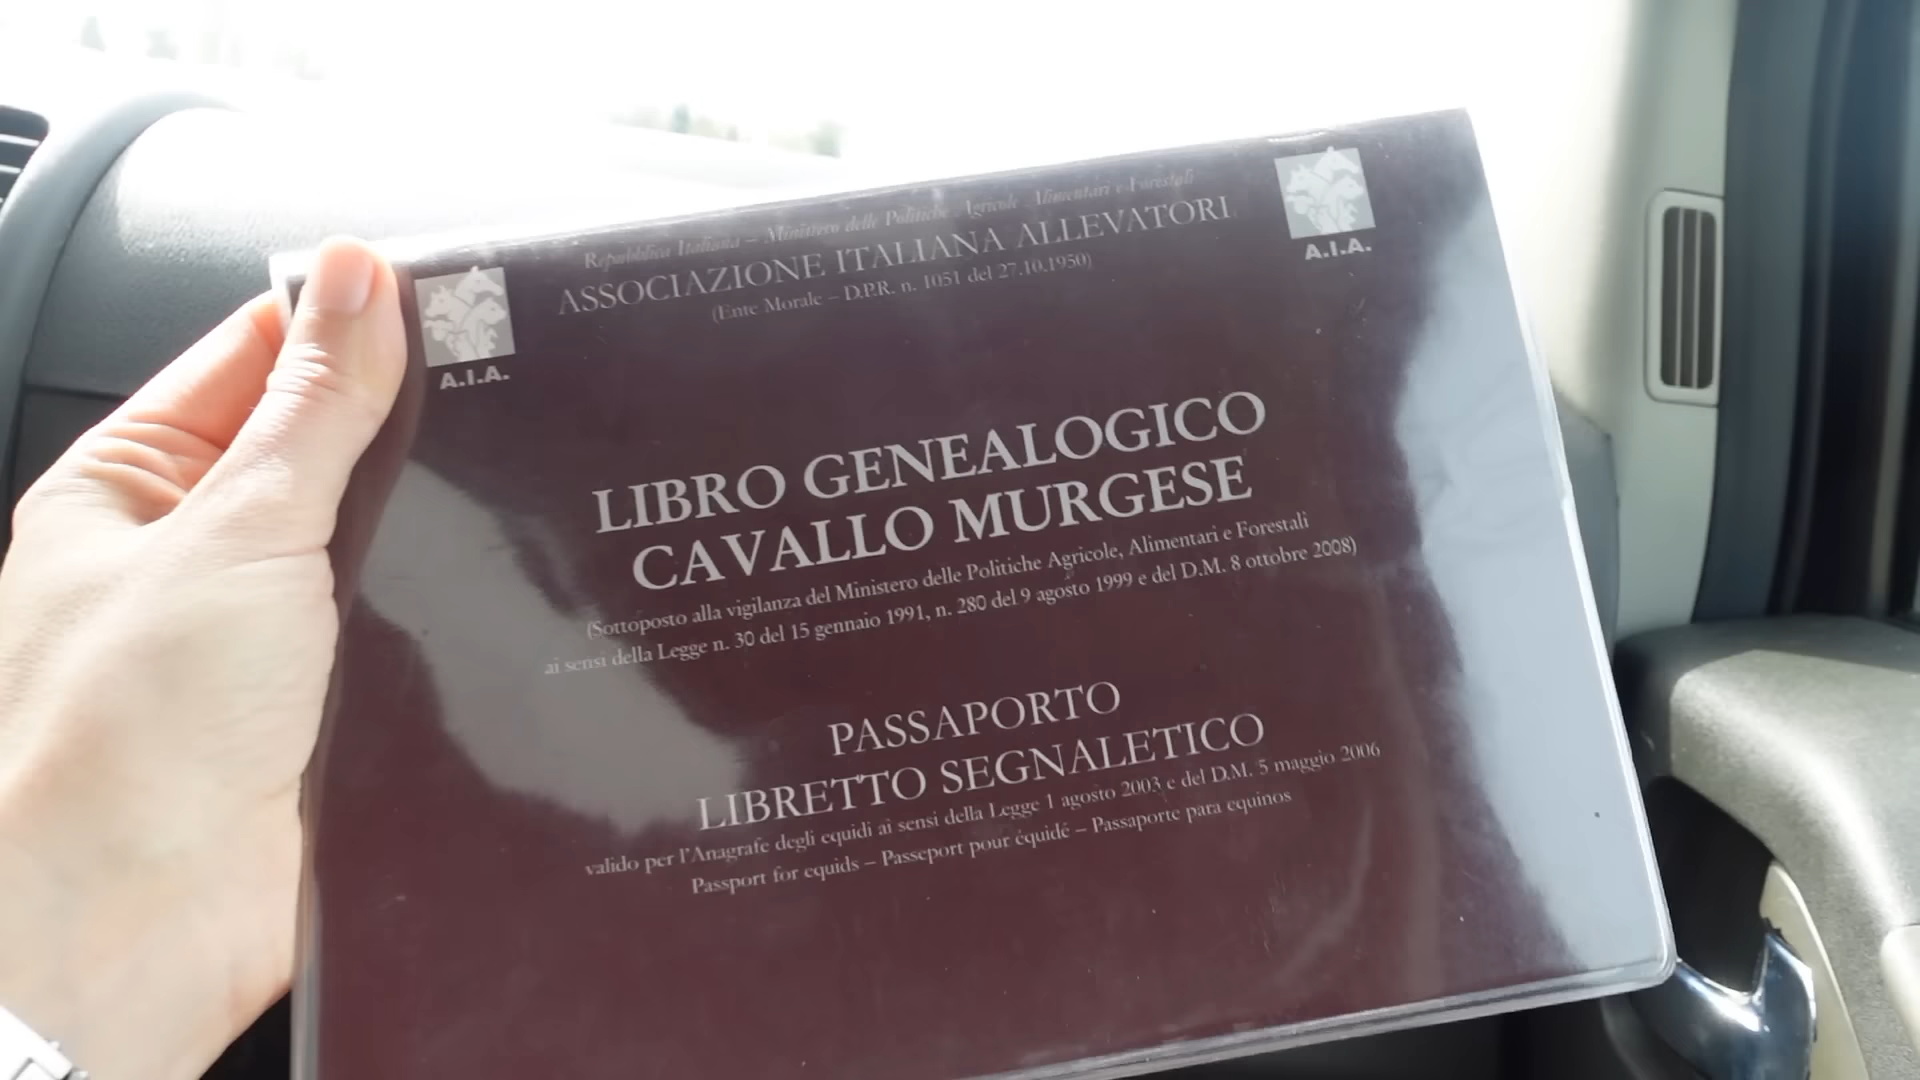 Repubblica Italiana – Ministero delle Politiche Agricole Alimentari e Forestali
ASSOCIAZIONE ITALIANA ALLEVATORI
(Ente Morale – D.P.R. n. 1051 del 27.10.1950)
A.I.A.
A.I.A.
LIBRO GENEALOGICO
CAVALLO MURGESE
(Sottoposto alla vigilanza del Ministero delle Politiche Agricole, Alimentari e Forestali
ai sensi della Legge n. 30 del 15 gennaio 1991, n. 280 del 9 agosto 1999 e del D.M. 8 ottobre 2008)
PASSAPORTO
LIBRETTO SEGNALETICO
valido per l'Anagrafe degli equidi ai sensi della Legge 1 agosto 2003 e del D.M. 5 maggio 2006
Passport for equids – Passeport pour équidé – Passaporte para equinos